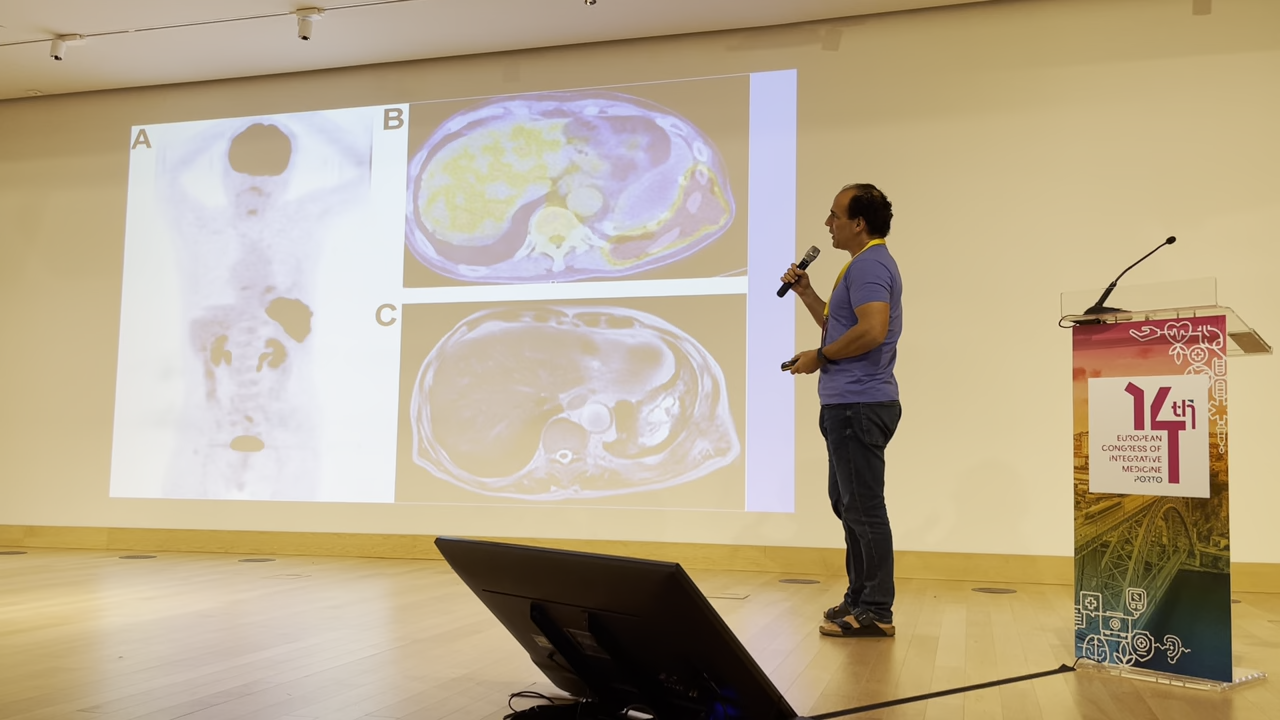 A
B
C
14th
EUROPEAN
CONGRESS OF
INTEGRATIVE
MEDICINE
PORTO